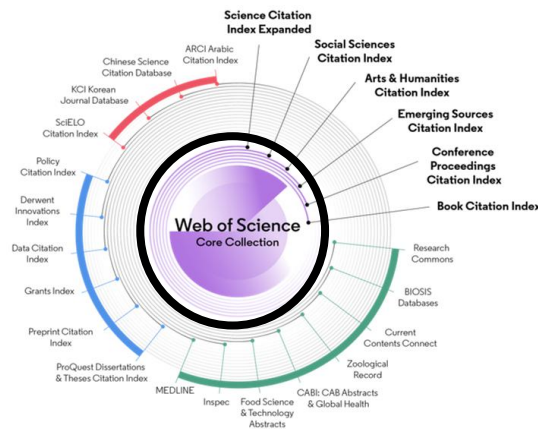 Science Citation
Index Expanded
Social Sciences
Citation Index
Arts & Humanities
Citation Index
Emerging Sources
Citation Index
Conference
Proceedings
Citation Index
Book Citation Index
ARCI Arabic
Citation Index
Chinese Science
Citation Database
KCI Korean
Journal Database
SciELO
Citation Index
Policy
Citation Index
Derwent
Innovations
Index
Data Citation
Index
Grants Index
Preprint Citation
Index
ProQuest Dissertations
& Theses Citation Index
Web of Science
Core Collection
Research
Commons
BIOSIS
Databases
Current
Contents Connect
Zoological
Record
CABI: CAB Abstracts
& Global Health
Food Science
& Technology
Abstracts
Inspec
MEDLINE